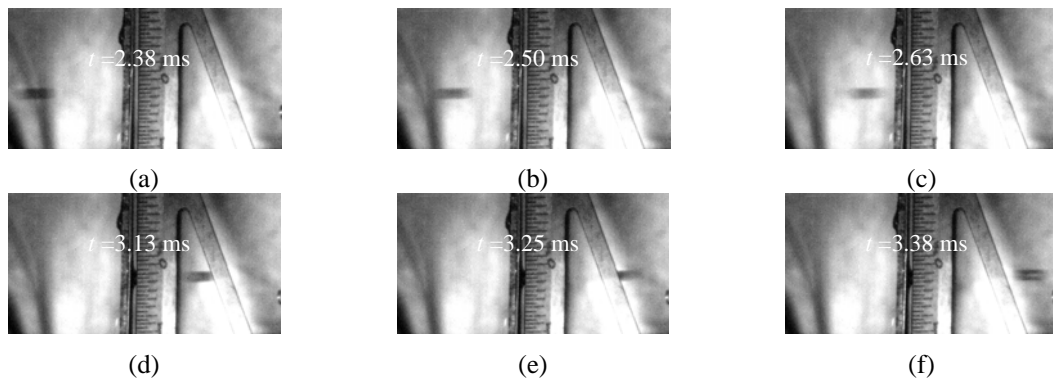 t =2.38 ms
t =2.50 ms
t =2.63 ms
(a)
(b)
(c)
t =3.13 ms
t =3.25 ms
t =3.38 ms
(d)
(e)
(f)